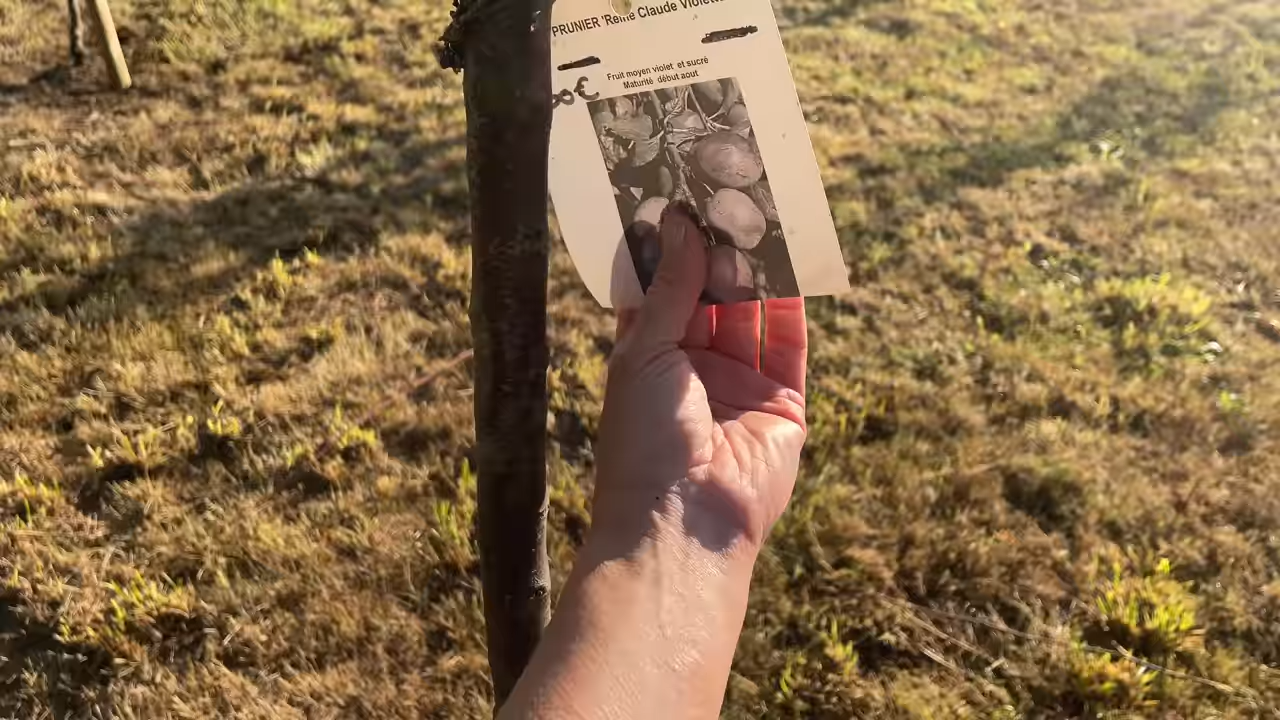 PRUNIER 'Reine Claude Violette
Fruit moyen violet et sucré
Maturité début aout